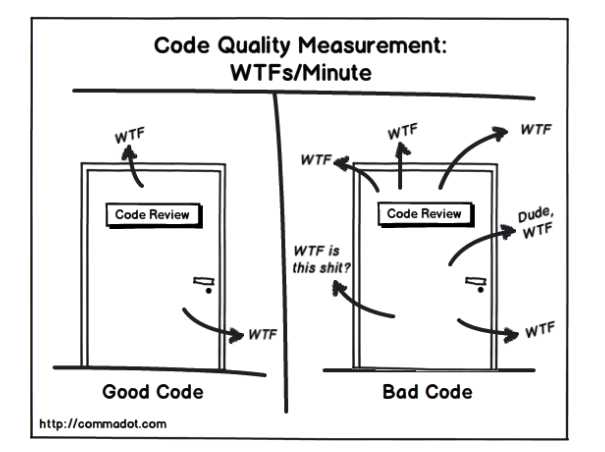 Code Quality Measurement:
WTFs/Minute
WTF
Code Review
WTF
Good Code
WTF
WTF
WTF
Code Review
Dude,
WTF
WTF is
this shit?
WTF
Bad Code
http://commadot.com